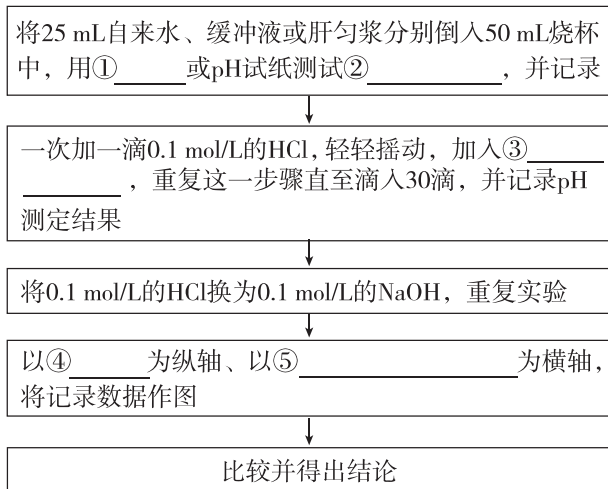 将25 mL自来水、缓冲液或肝匀浆分别倒入50 mL烧杯
中，用①______或pH试纸测试②____________，并记录
一次加一滴0.1 mol/L的HCl，轻轻摇动，加入③______
________，重复这一步骤直至滴入30滴，并记录pH
测定结果
将0.1 mol/L的HCl换为0.1 mol/L的NaOH，重复实验
以④______为纵轴、以⑤________________为横轴，
将记录数据作图
比较并得出结论